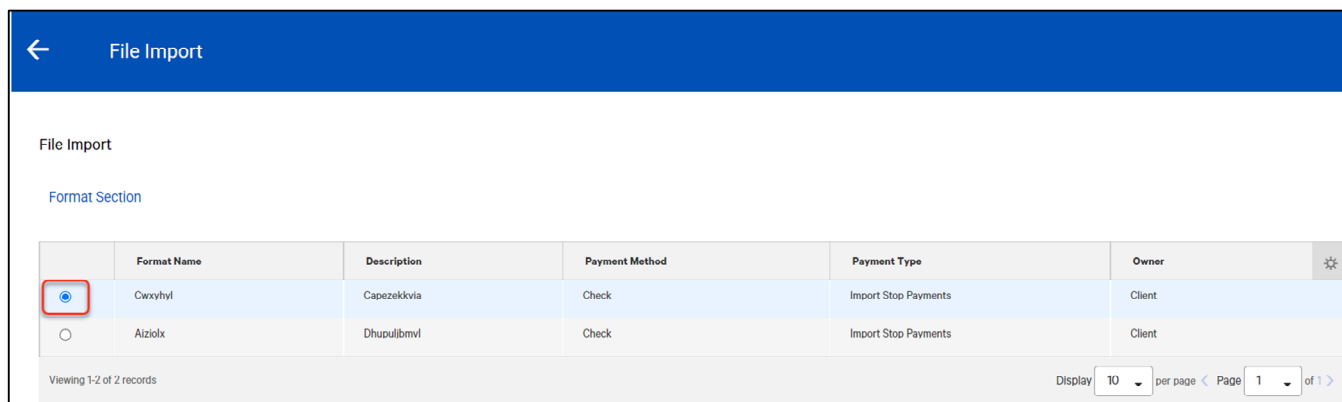 File Import
File Import
Format Section
Format Name Description Payment Method Payment Type Owner
Cwxyhyl Capezekkvia Check Import Stop Payments Client
Aiziolx Dhupuljbmvl Check Import Stop Payments Client
Viewing 1-2 of 2 records Display 10 per page < Page 1 of 1 >